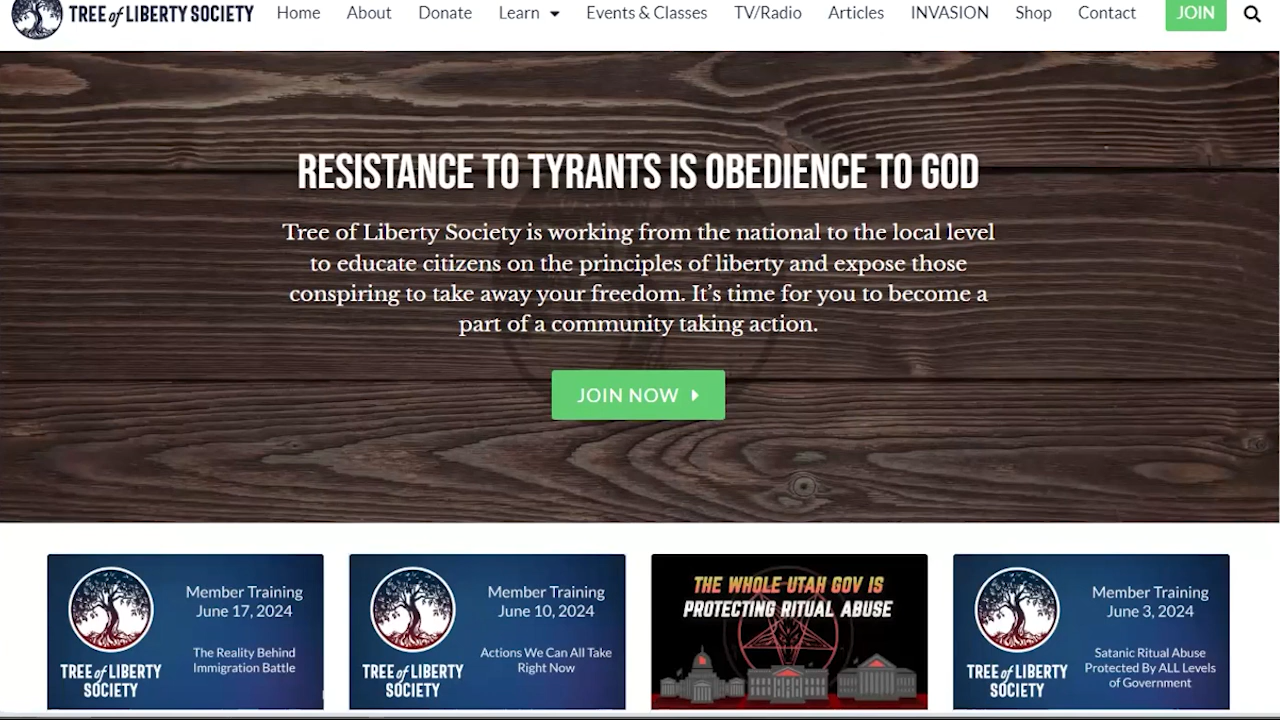 TREE of LIBERTY SOCIETY Home About Donate Learn Events & Classes TV/Radio Articles INVASION Shop Contact JOIN
RESISTANCE TO TYRANTS IS OBEDIENCE TO GOD
Tree of Liberty Society is working from the national to the local level
to educate citizens on the principles of liberty and expose those
conspiring to take away your freedom. It's time for you to become a
part of a community taking action.
JOIN NOW
Member Training
June 17, 2024
The Reality Behind
Immigration Battle
TREE of LIBERTY
SOCIETY
Member Training
June 10, 2024
Actions We Can All Take
Right Now
TREE of LIBERTY
SOCIETY
THE WHOLE UTAH GOV IS
PROTECTING RITUAL ABUSE
Member Training
June 3, 2024
Satanic Ritual Abuse
Protected By ALL Levels
of Government
TREE of LIBERTY
SOCIETY